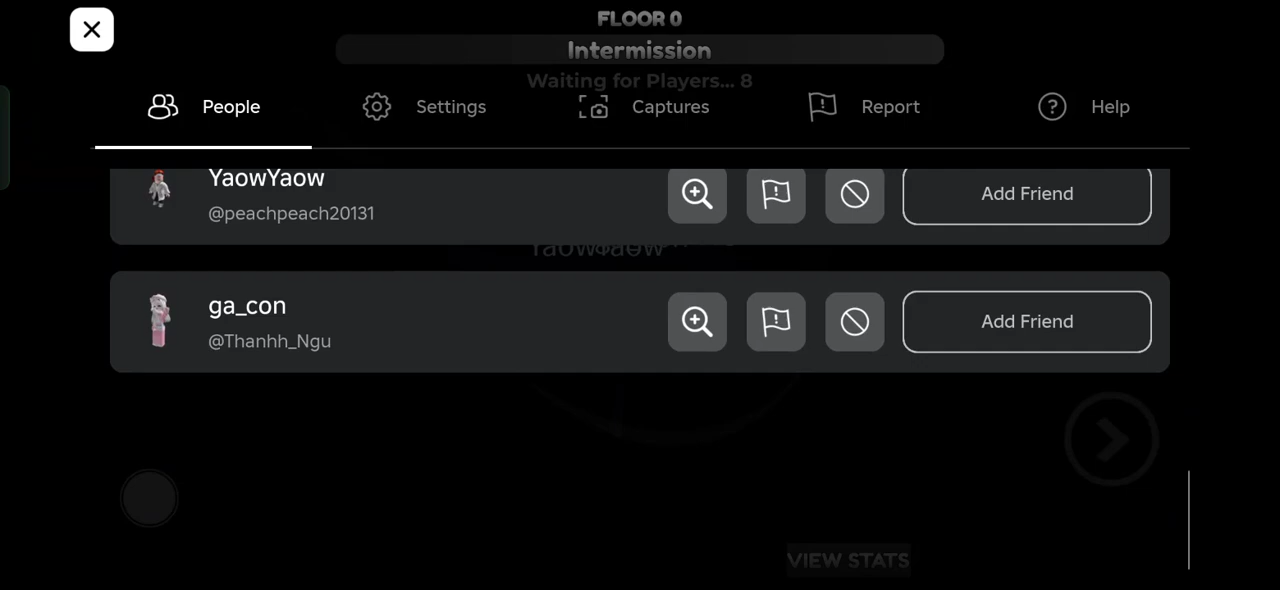 FLOOR 0
Intermission
Waiting for Players... 8
People
Settings
Captures
Report
Help
YaowYaow
@peachpeach20131
Add Friend
ga_con
@Thanhh_Ngu
Add Friend
VIEW STATS